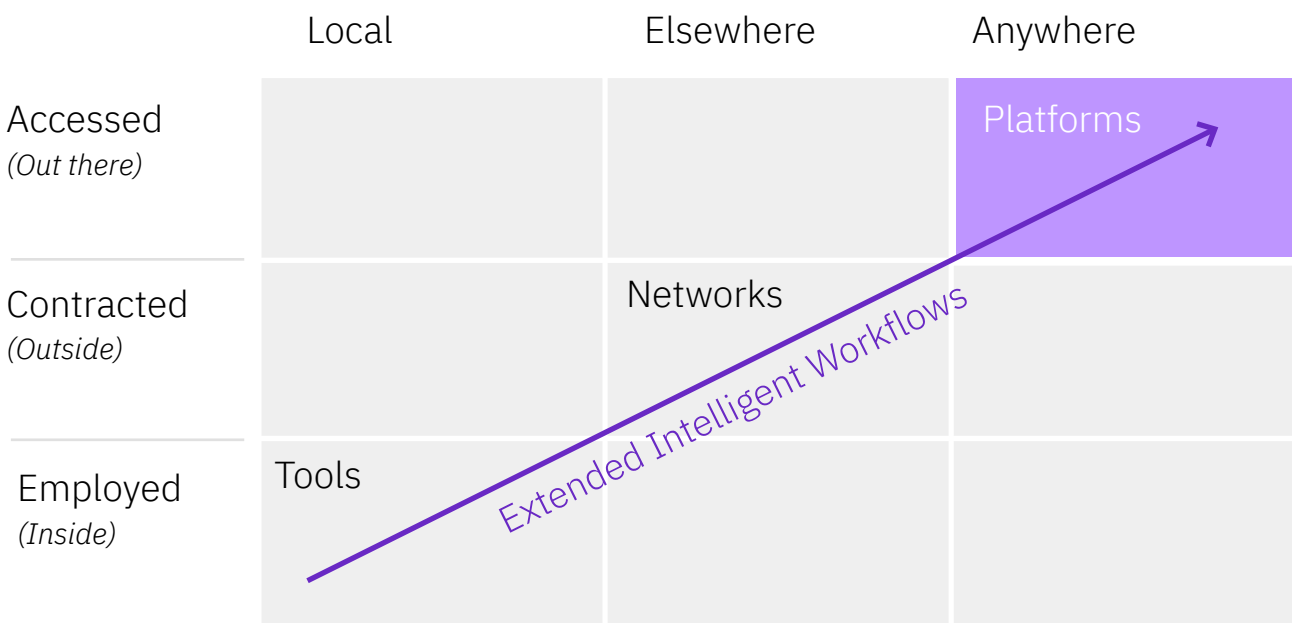 Local Elsewhere Anywhere
Accessed
(Out there)
Platforms
Contracted
(Outside)
Networks
Extended Intelligent Workflows
Employed
(Inside)
Tools